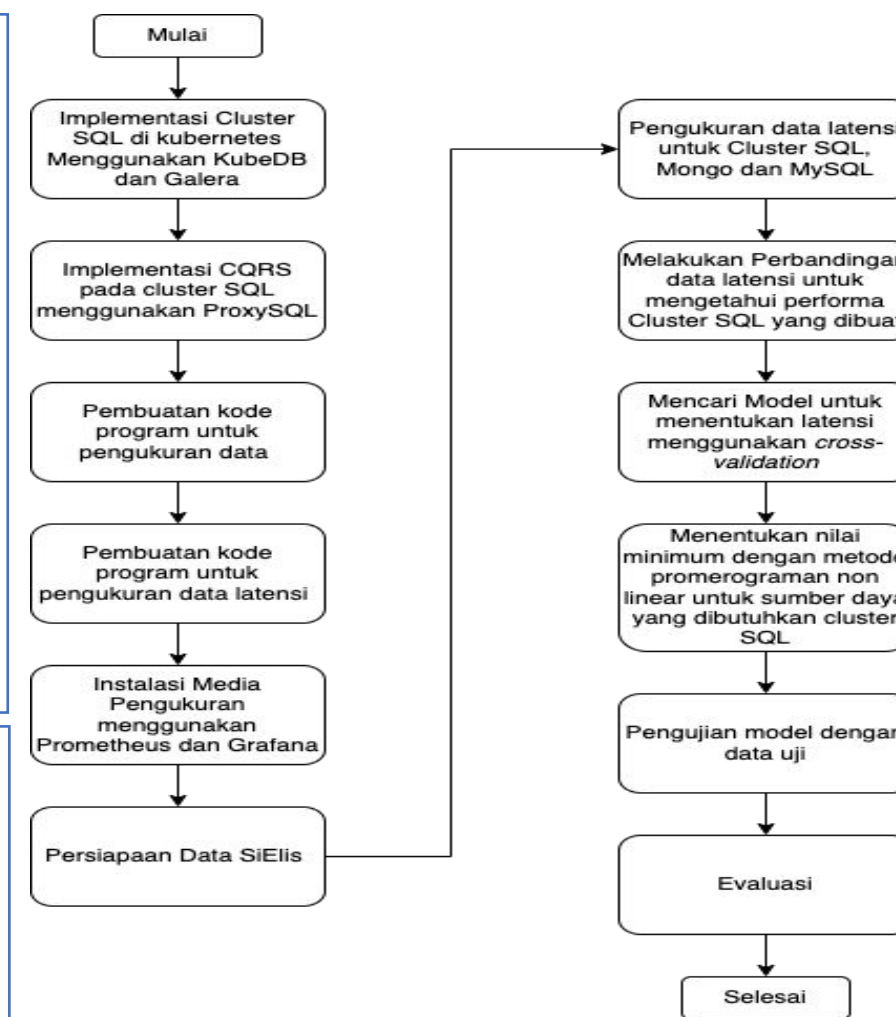 Mulai
Implementasi Cluster
SQL di kubernetes
Menggunakan KubeDB
dan Galera
Implementasi CQRS
pada cluster SQL
menggunakan ProxySQL
Pembuatan kode
program untuk
pengukuran data
Pembuatan kode
program untuk
pengukuran data latensi
Instalasi Media
Pengukuran
menggunakan
Prometheus dan Grafana
Persiapaan Data SiElis
Pengukuran data latensi
untuk Cluster SQL,
Mongo dan MySQL
Melakukan Perbandingan
data latensi untuk
mengetahui performa
Cluster SQL yang dibuat
Mencari Model untuk
menentukan latensi
menggunakan cross-
validation
Menentukan nilai
minimum dengan metode
promerograman non
linear untuk sumber daya
yang dibutuhkan cluster
SQL
Pengujian model dengan
data uji
Evaluasi
Selesai